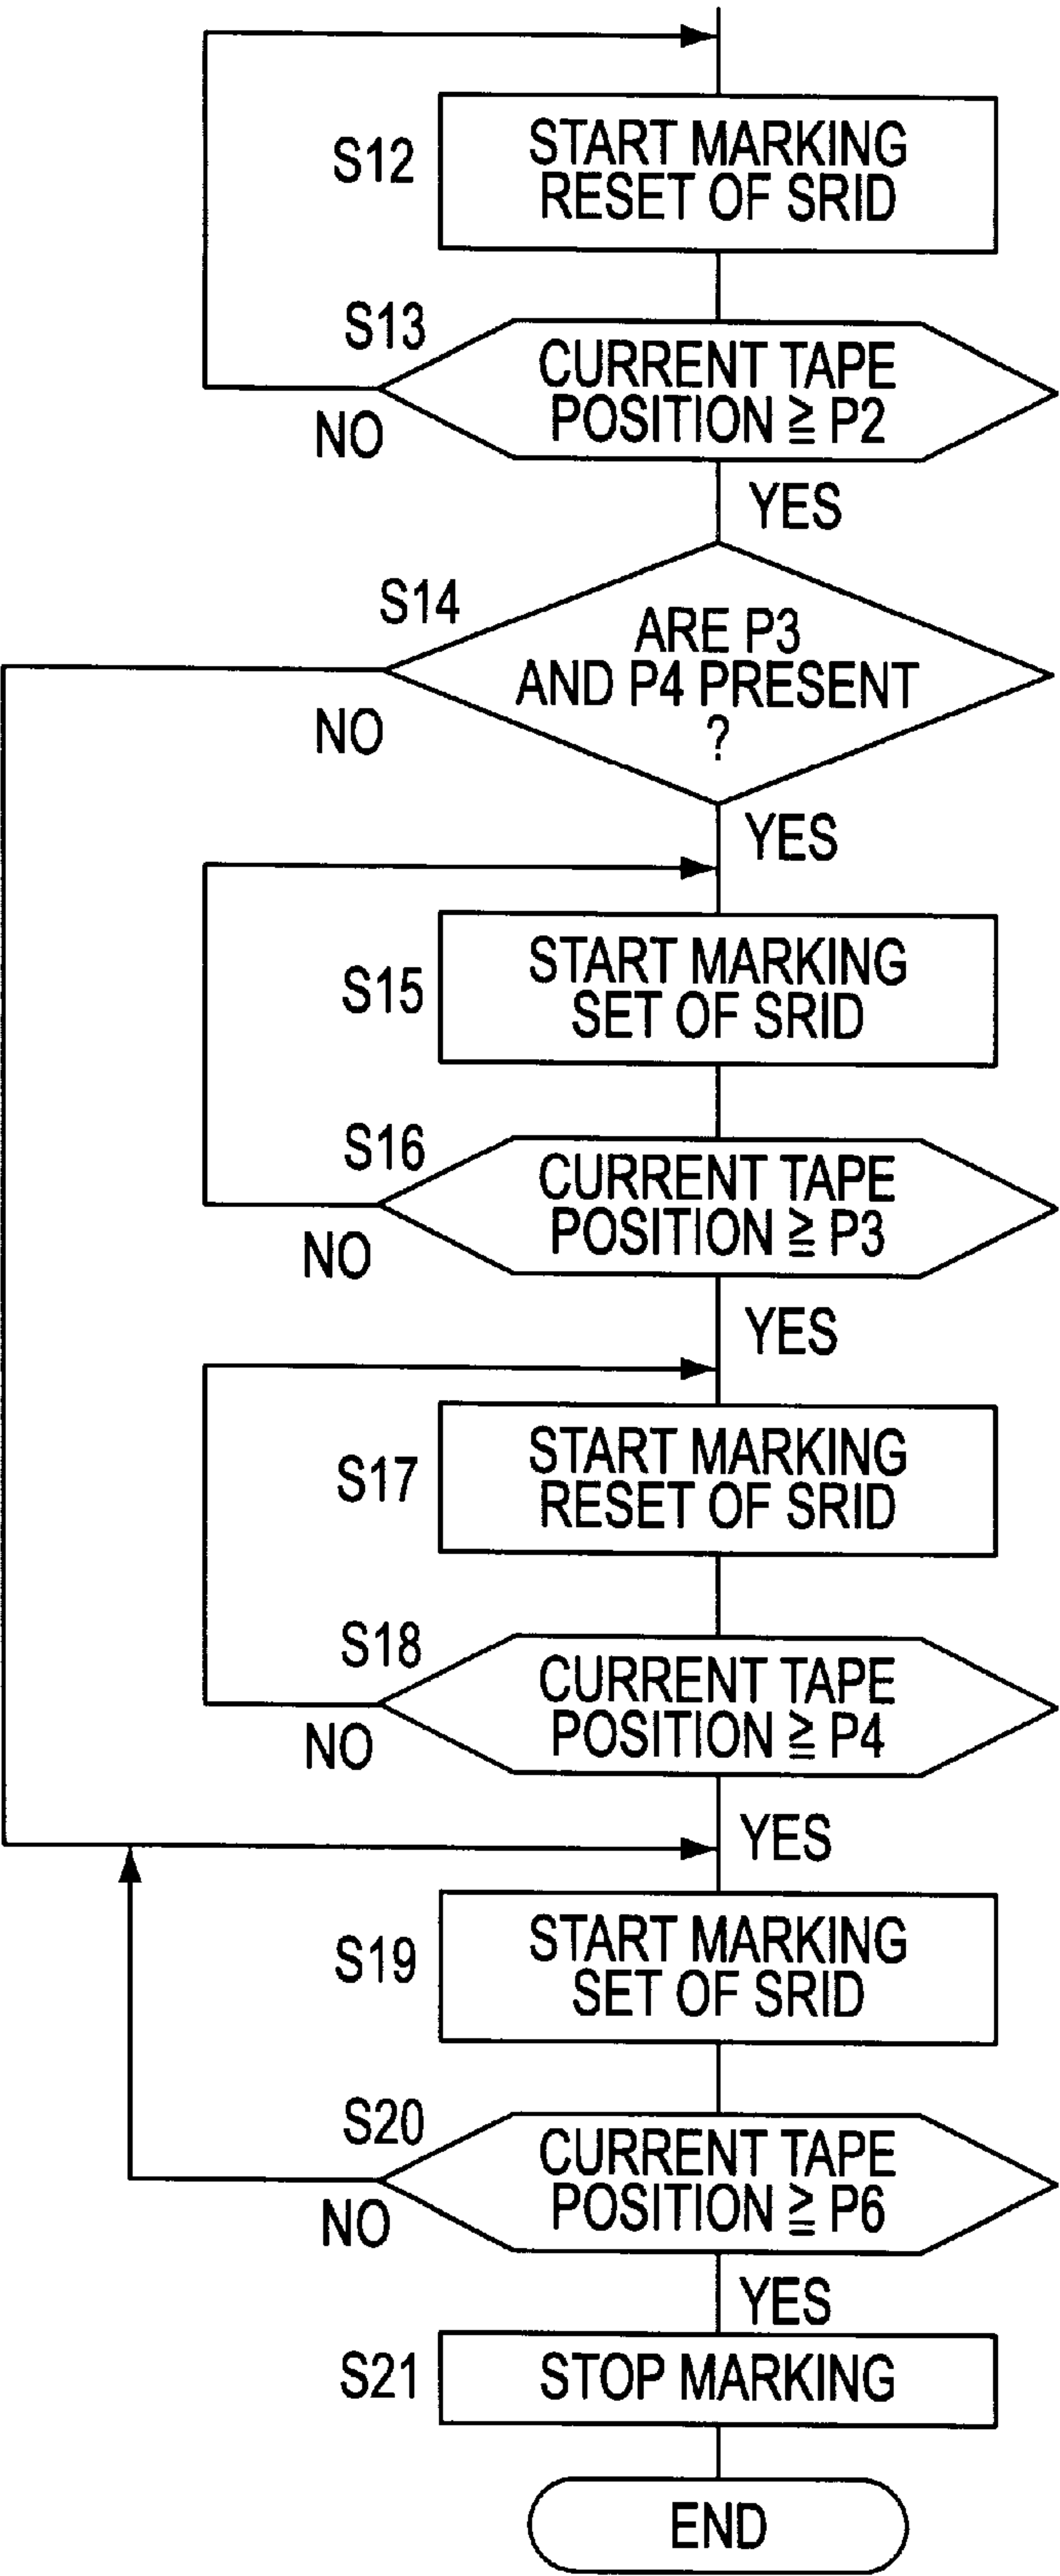 S12
START MARKING
RESET OF SRID
S13
CURRENT TAPE
POSITION ≧ P2
NO
YES
S14
ARE P3
AND P4 PRESENT
?
NO
YES
S15
START MARKING
SET OF SRID
S16
CURRENT TAPE
POSITION ≧ P3
NO
YES
S17
START MARKING
RESET OF SRID
S18
CURRENT TAPE
POSITION ≧ P4
NO
YES
S19
START MARKING
SET OF SRID
S20
CURRENT TAPE
POSITION ≧ P6
NO
YES
S21
STOP MARKING
END